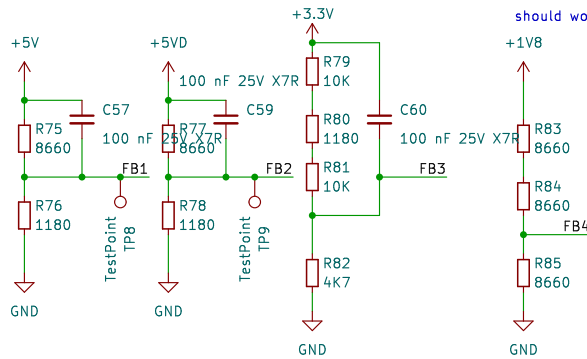 should wo
+5V
+5VD
+3.3V
+1V8
C57
100 nF 25V X7R
R75
8660
FB1
R76
1180
TestPoint
TP8
GND
100 nF 25V X7R
C59
R77
8660
FB2
R78
1180
TestPoint
TP9
GND
R79
10K
R80
1180
R81
10K
C60
100 nF 25V X7R
FB3
R82
4K7
GND
R83
8660
R84
8660
FB4
R85
8660
GND